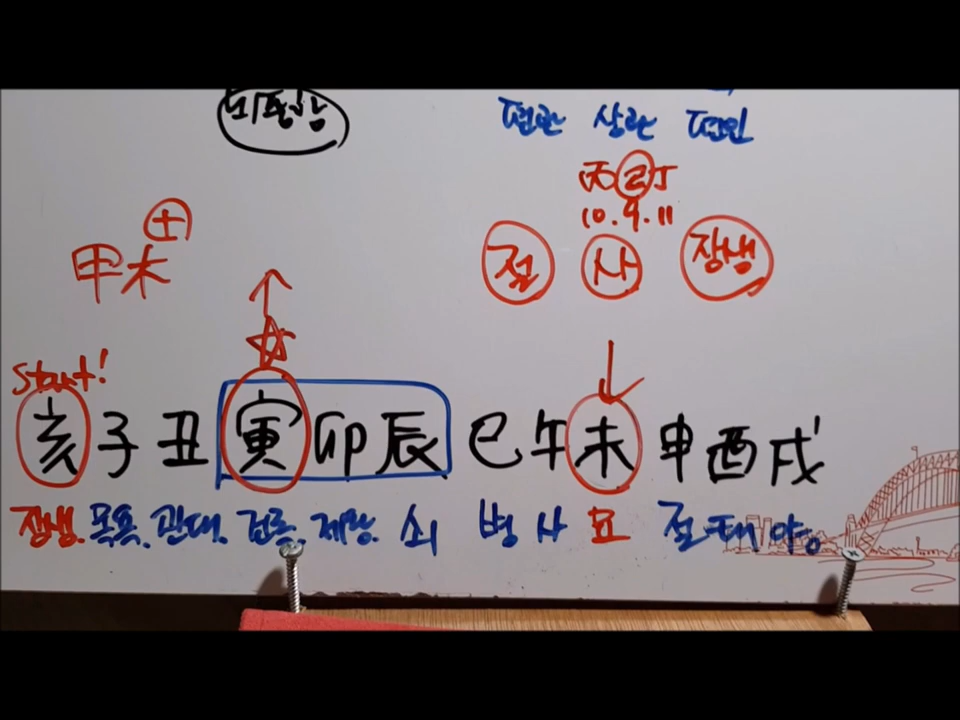 편관 상관 편인
丙 己 丁
10. 9. 11
+
甲木
절 사 장생
Start!
亥 子 丑 寅 卯 辰 巳 午 未 申 酉 戌
장생. 목욕. 관대. 건록. 제왕. 쇠 병 사 묘 절 태 양